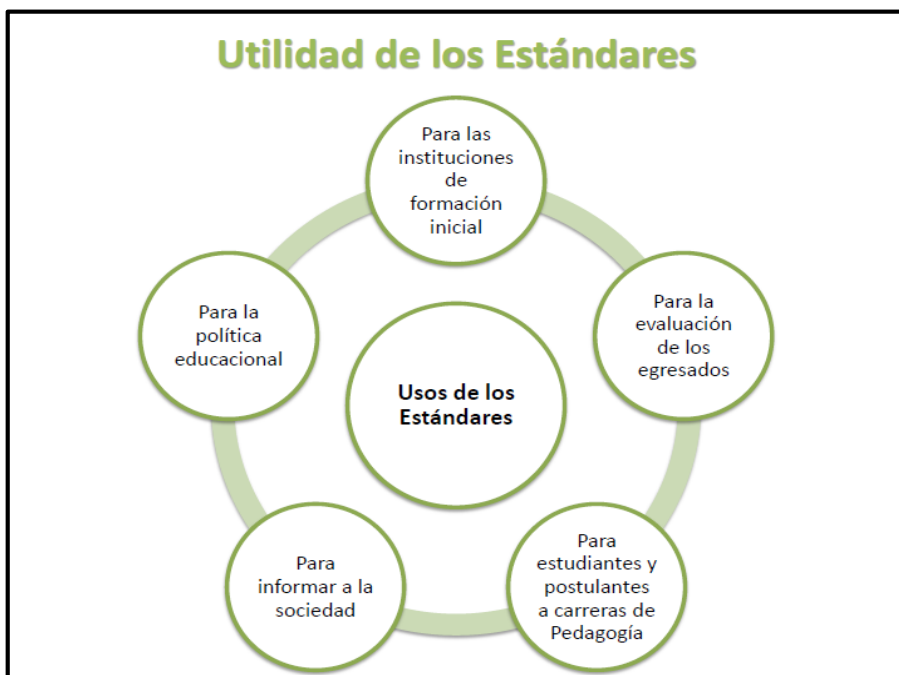 Utilidad de los Estándares
Para las
instituciones
de
formación
inicial
Para la
evaluación
de los
egresados
Para
estudiantes y
postulantes
a carreras de
Pedagogía
Para
informar a la
sociedad
Para la
política
educacional
Usos de los
Estándares